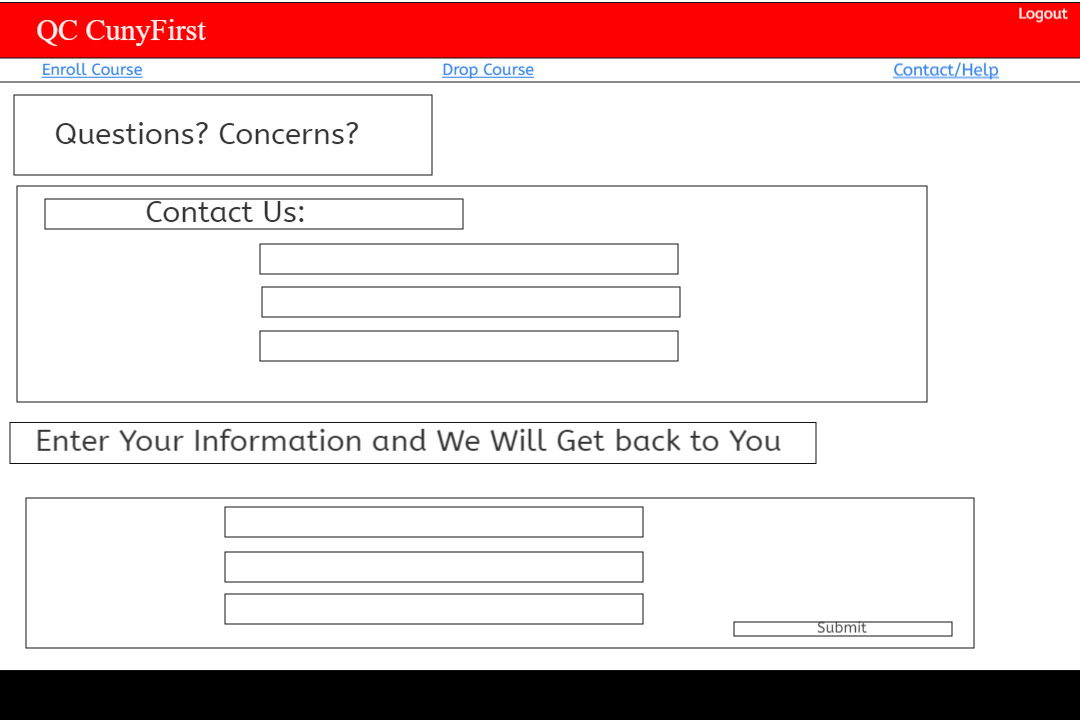 Logout
QC CunyFirst
Enroll Course Drop Course Contact/Help
Questions? Concerns?
Contact Us:
Enter Your Information and We Will Get back to You
Submit